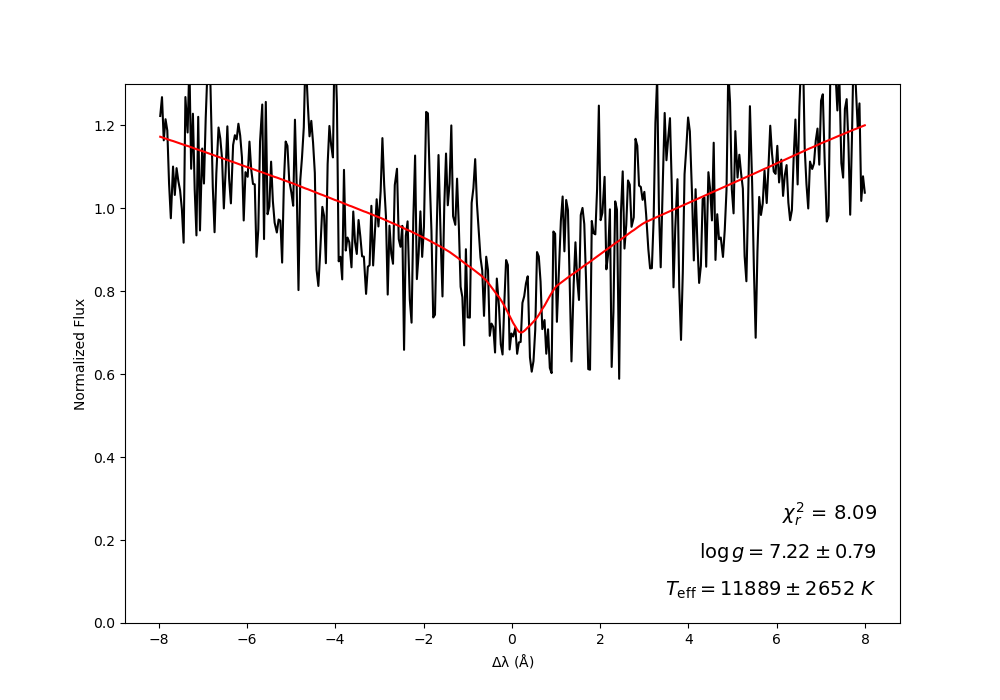 1.2
1.0
0.8
0.6
0.4
0.2
0.0
Normalized Flux
χ²ᵣ = 8.09
log g = 7.22 ± 0.79
T_eff = 11889 ± 2652 K
−8 −6 −4 −2 0 2 4 6 8
Δλ (Å)